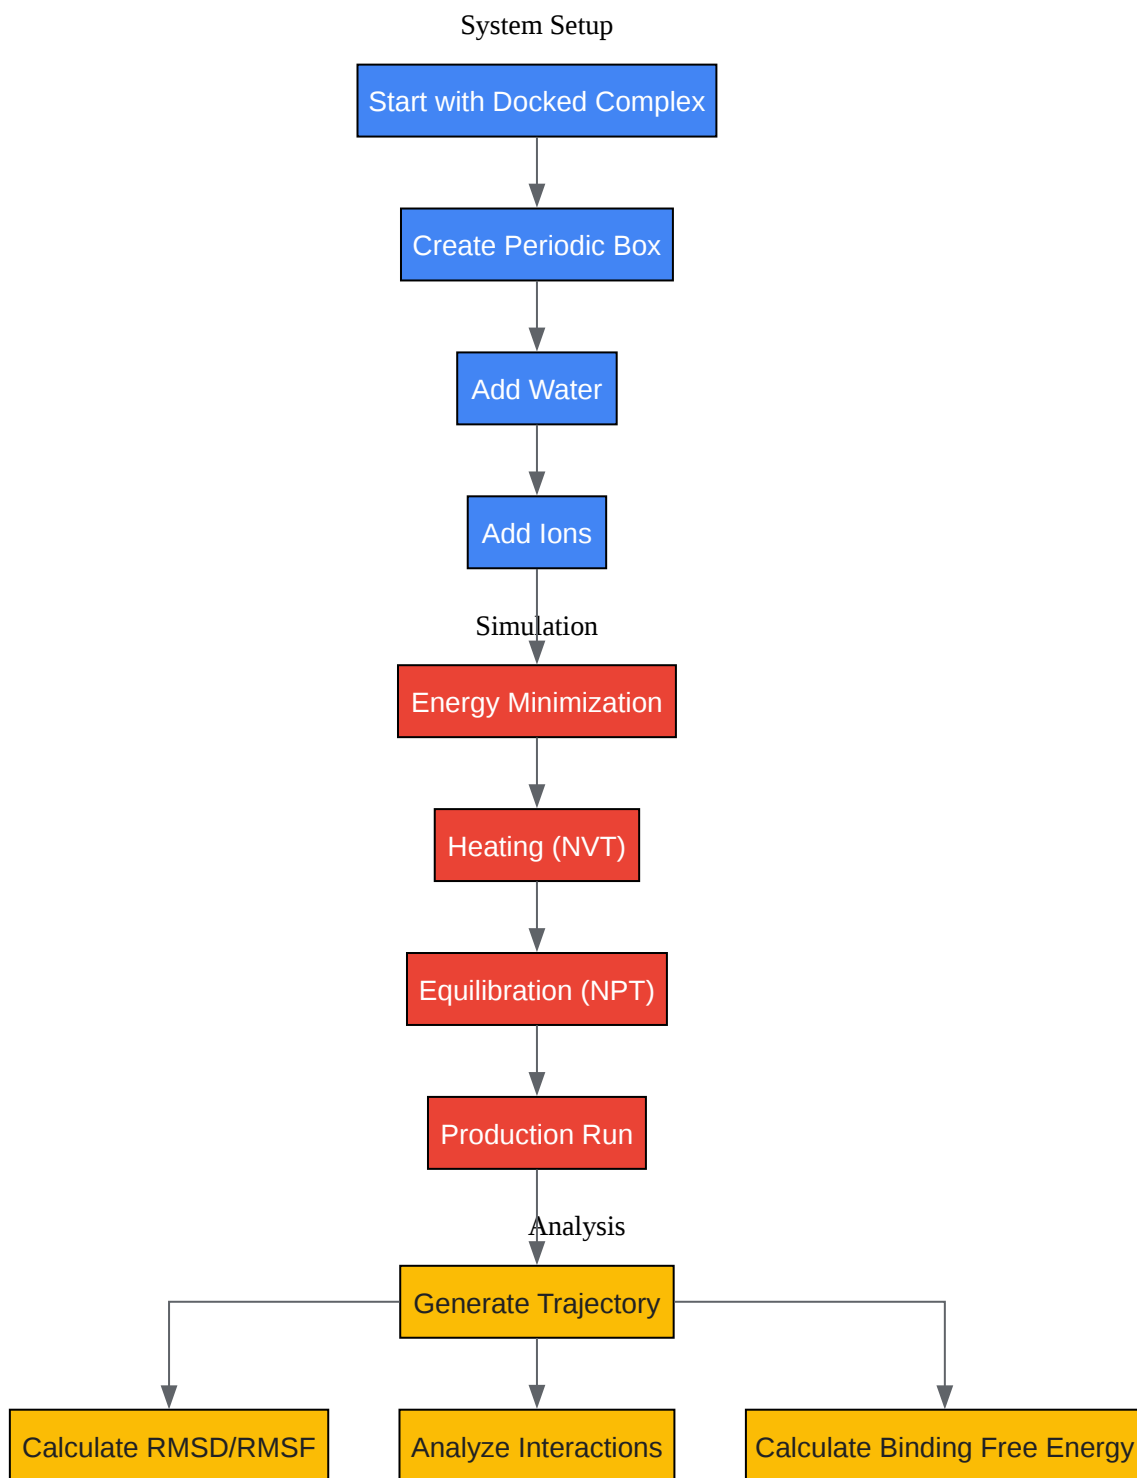 System Setup
Start with Docked Complex
Create Periodic Box
Add Water
Add Ions
Simulation
Energy Minimization
Heating (NVT)
Equilibration (NPT)
Production Run
Analysis
Generate Trajectory
Calculate RMSD/RMSF
Analyze Interactions
Calculate Binding Free Energy